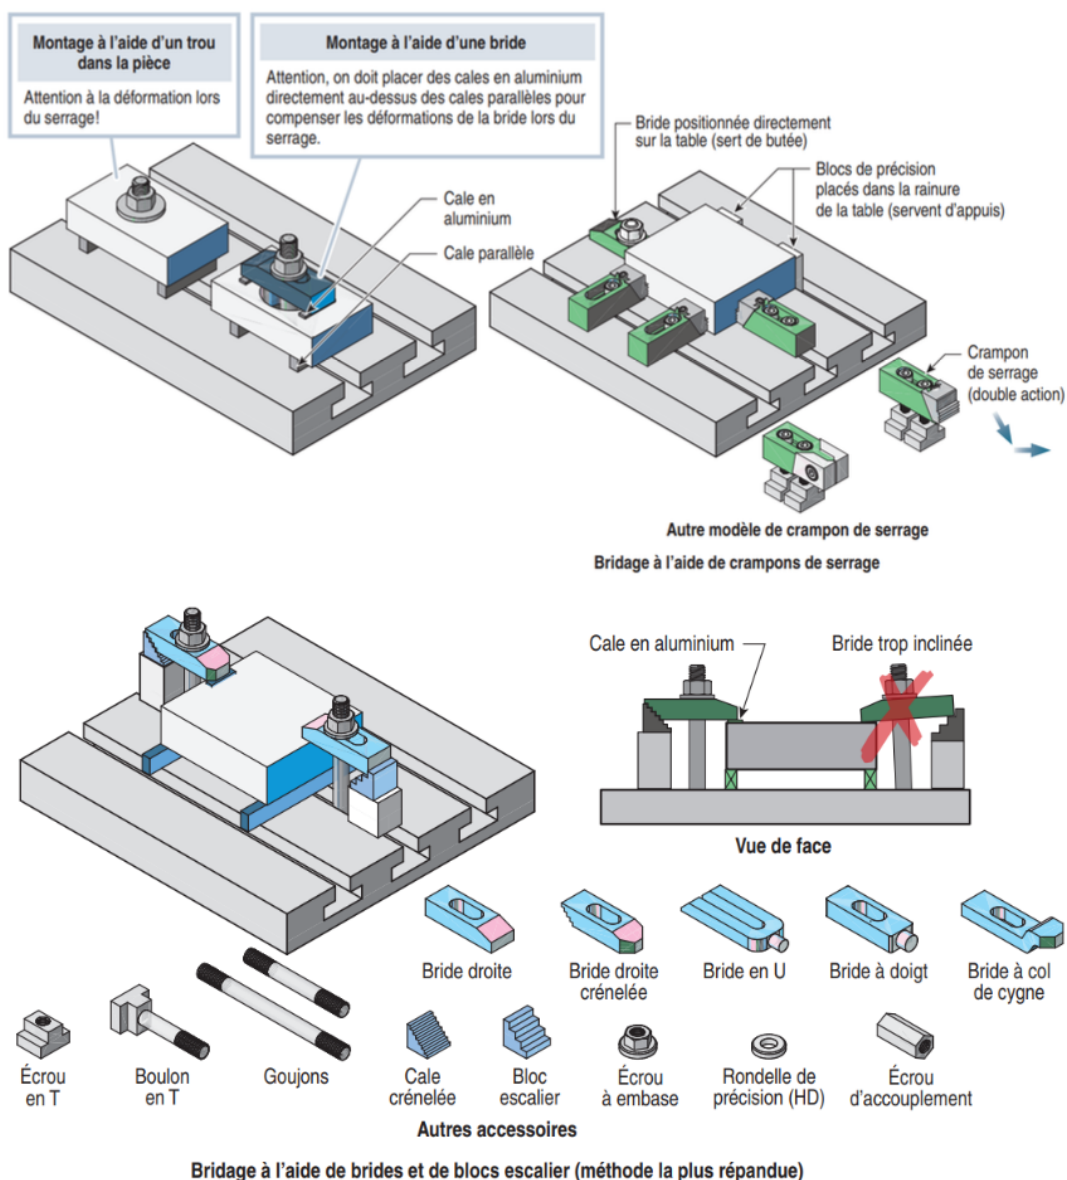 Montage à l'aide d'un trou
dans la pièce
Attention à la déformation lors
du serrage!
Montage à l'aide d'une bride
Attention, on doit placer des cales en aluminium
directement au-dessus des cales parallèles pour
compenser les déformations de la bride lors du
serrage.
Cale en
aluminium
Cale parallèle
Bride positionnée directement
sur la table (sert de butée)
Blocs de précision
placés dans la rainure
de la table (servent d'appuis)
Crampon
de serrage
(double action)
Autre modèle de crampon de serrage
Bridage à l'aide de crampons de serrage
Cale en aluminium
Bride trop inclinée
Vue de face
Bride droite
Bride droite
crénelée
Bride en U
Bride à doigt
Bride à col
de cygne
Écrou
en T
Boulon
en T
Goujons
Cale
crénelée
Bloc
escalier
Écrou
à embase
Rondelle de
précision (HD)
Écrou
d'accouplement
Autres accessoires
Bridage à l'aide de brides et de blocs escalier (méthode la plus répandue)